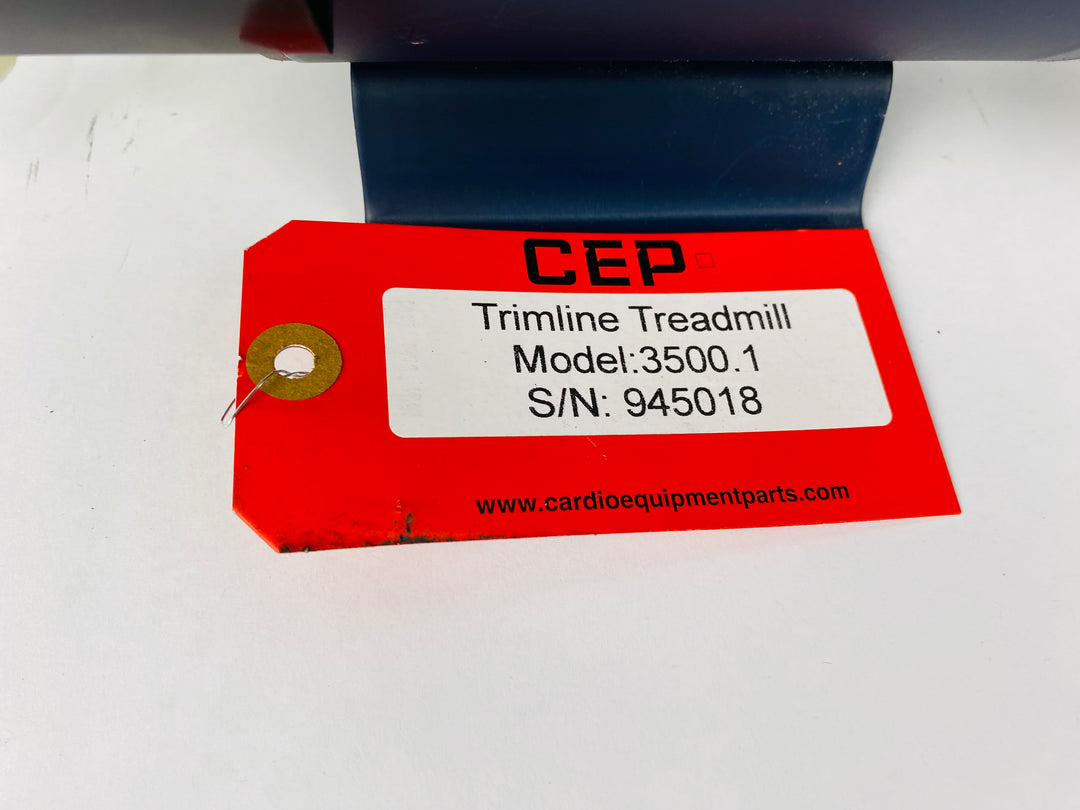 CEP
Trimline Treadmill
Model:3500.1
S/N: 945018
www.cardioequipmentparts.com